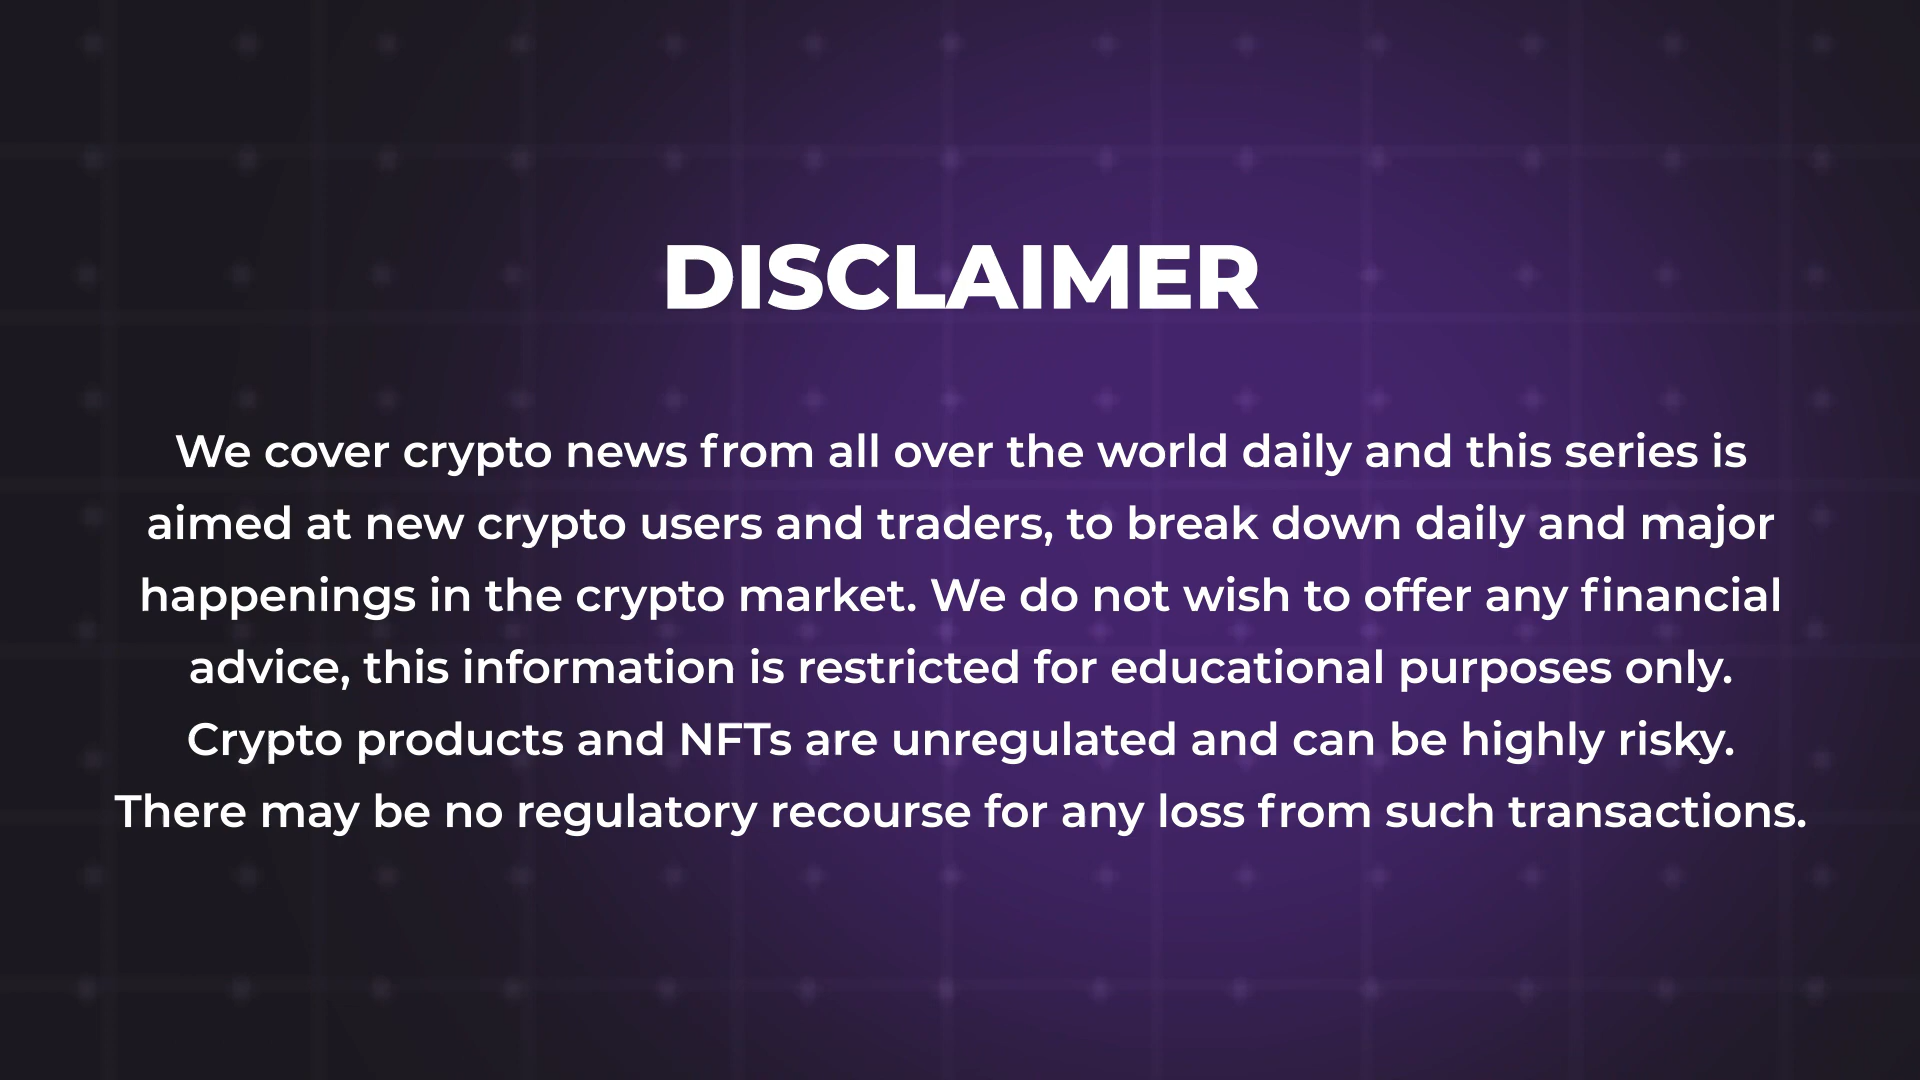 DISCLAIMER
We cover crypto news from all over the world daily and this series is
aimed at new crypto users and traders, to break down daily and major
happenings in the crypto market. We do not wish to offer any financial
advice, this information is restricted for educational purposes only.
Crypto products and NFTs are unregulated and can be highly risky.
There may be no regulatory recourse for any loss from such transactions.